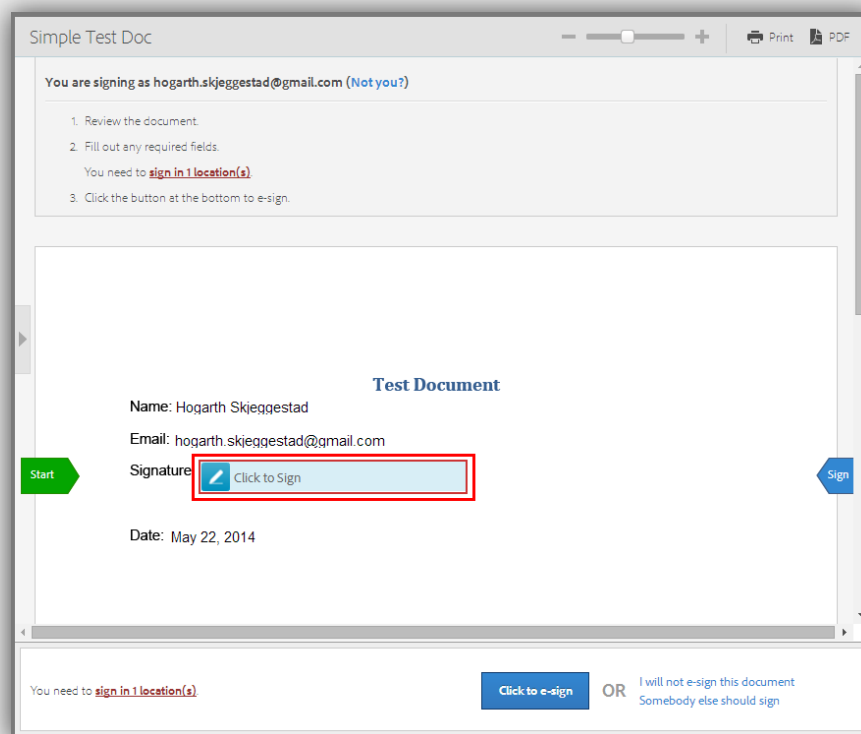 Simple Test Doc
Print PDF
You are signing as hogarth.skjeggestad@gmail.com (Not you?)
1. Review the document.
2. Fill out any required fields.
You need to sign in 1 location(s).
3. Click the button at the bottom to e-sign.
Test Document
Name: Hogarth Skjeggestad
Email: hogarth.skjeggestad@gmail.com
Start
Signature
Click to Sign
Sign
Date: May 22, 2014
You need to sign in 1 location(s).
Click to e-sign
OR
I will not e-sign this document
Somebody else should sign